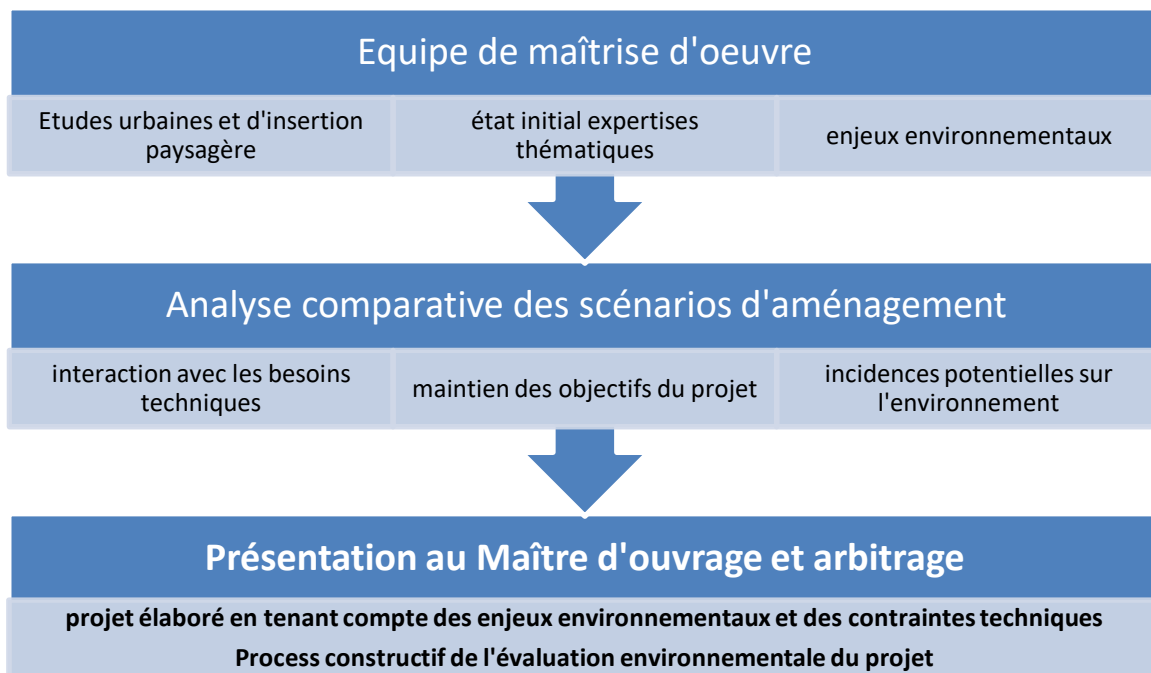 Equipe de maîtrise d'oeuvre
Etudes urbaines et d'insertion
paysagère
état initial expertises
thématiques
enjeux environnementaux
Analyse comparative des scénarios d'aménagement
interaction avec les besoins
techniques
maintien des objectifs du projet
incidences potentielles sur
l'environnement
Présentation au Maître d'ouvrage et arbitrage
projet élaboré en tenant compte des enjeux environnementaux et des contraintes techniques
Process constructif de l'évaluation environnementale du projet